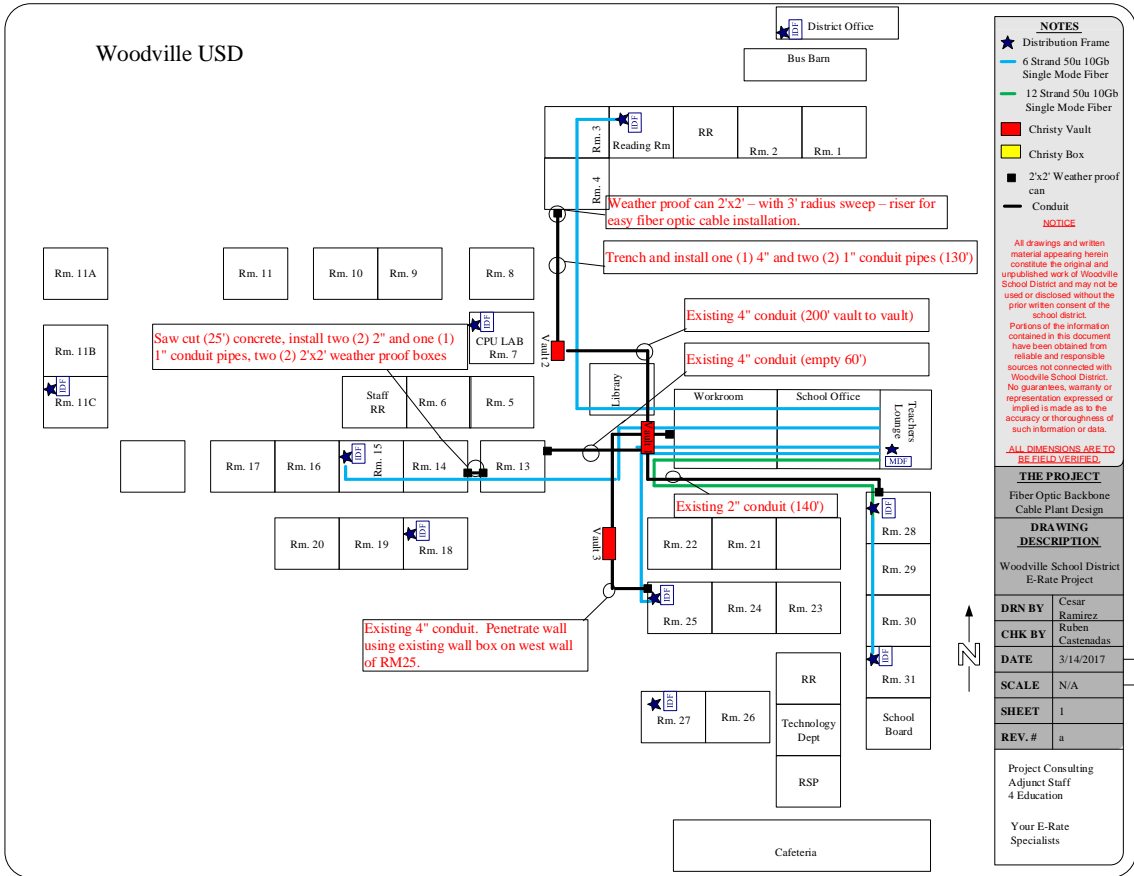 Woodville USD
IDF
District Office
Bus Barn
Rm. 3
IDF
Reading Rm
RR
Rm. 2
Rm. 1
Rm. 4
Weather proof can 2'x2' – with 3' radius sweep – riser for
easy fiber optic cable installation.
Trench and install one (1) 4" and two (2) 1" conduit pipes (130')
Rm. 11A
Rm. 11
Rm. 10
Rm. 9
Rm. 8
Existing 4" conduit (200' vault to vault)
Saw cut (25') concrete, install two (2) 2" and one (1)
1" conduit pipes, two (2) 2'x2' weather proof boxes
IDF
CPU LAB
Rm. 7
Vault 2
Existing 4" conduit (empty 60')
Rm. 11B
IDF
Rm. 11C
Staff
RR
Rm. 6
Rm. 5
Library
Workroom
School Office
Teachers
Lounge
MDF
Vault
Rm. 17
Rm. 16
IDF
Rm. 15
Rm. 14
Rm. 13
Existing 2" conduit (140')
IDF
Rm. 28
Rm. 20
Rm. 19
IDF
Rm. 18
Vault 3
Rm. 22
Rm. 21
Rm. 29
IDF
Rm. 25
Rm. 24
Rm. 23
Rm. 30
Existing 4" conduit. Penetrate wall
using existing wall box on west wall
of RM25.
IDF
Rm. 31
RR
IDF
Rm. 27
Rm. 26
Technology
Dept
School
Board
RSP
Cafeteria
N
NOTES
Distribution Frame
6 Strand 50u 10Gb
Single Mode Fiber
12 Strand 50u 10Gb
Single Mode Fiber
Christy Vault
Christy Box
2'x2' Weather proof
can
Conduit
NOTICE
All drawings and written
material appearing herein
constitute the original and
unpublished work of Woodville
School District and may not be
used or disclosed without the
prior written consent of the
school district.
Portions of the information
contained in this document
have been obtained from
reliable and responsible
sources not connected with
Woodville School District.
No guarantees, warranty or
representation expressed or
implied is made as to the
accuracy or thoroughness of
such information or data.
ALL DIMENSIONS ARE TO
BE FIELD VERIFIED.
THE PROJECT
Fiber Optic Backbone
Cable Plant Design
DRAWING
DESCRIPTION
Woodville School District
E-Rate Project
DRN BY Cesar
Ramirez
CHK BY Ruben
Castenadas
DATE 3/14/2017
SCALE N/A
SHEET 1
REV. # a
Project Consulting
Adjunct Staff
4 Education
Your E-Rate
Specialists